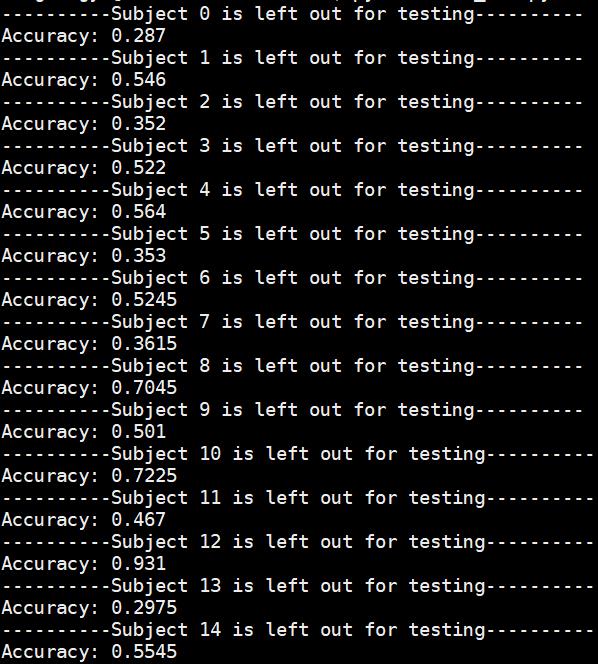 ----------Subject 0 is left out for testing----------
Accuracy: 0.287
----------Subject 1 is left out for testing----------
Accuracy: 0.546
----------Subject 2 is left out for testing----------
Accuracy: 0.352
----------Subject 3 is left out for testing----------
Accuracy: 0.522
----------Subject 4 is left out for testing----------
Accuracy: 0.564
----------Subject 5 is left out for testing----------
Accuracy: 0.353
----------Subject 6 is left out for testing----------
Accuracy: 0.5245
----------Subject 7 is left out for testing----------
Accuracy: 0.3615
----------Subject 8 is left out for testing----------
Accuracy: 0.7045
----------Subject 9 is left out for testing----------
Accuracy: 0.501
----------Subject 10 is left out for testing----------
Accuracy: 0.7225
----------Subject 11 is left out for testing----------
Accuracy: 0.467
----------Subject 12 is left out for testing----------
Accuracy: 0.931
----------Subject 13 is left out for testing----------
Accuracy: 0.2975
----------Subject 14 is left out for testing----------
Accuracy: 0.5545